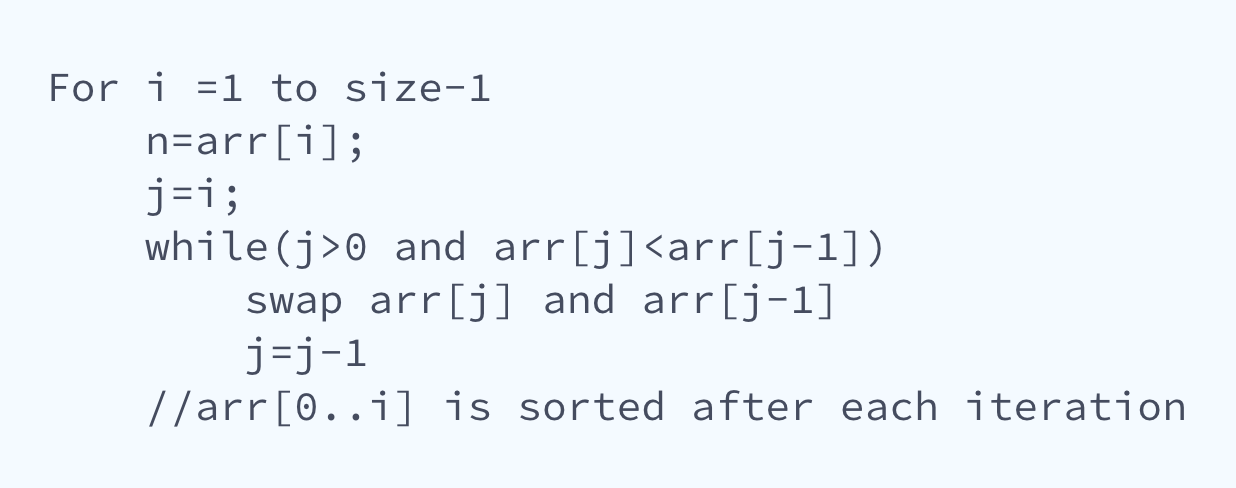 For i =1 to size-1
    n=arr[i];
    j=i;
    while(j>0 and arr[j]<arr[j-1])
        swap arr[j] and arr[j-1]
        j=j-1
    //arr[0..i] is sorted after each iteration